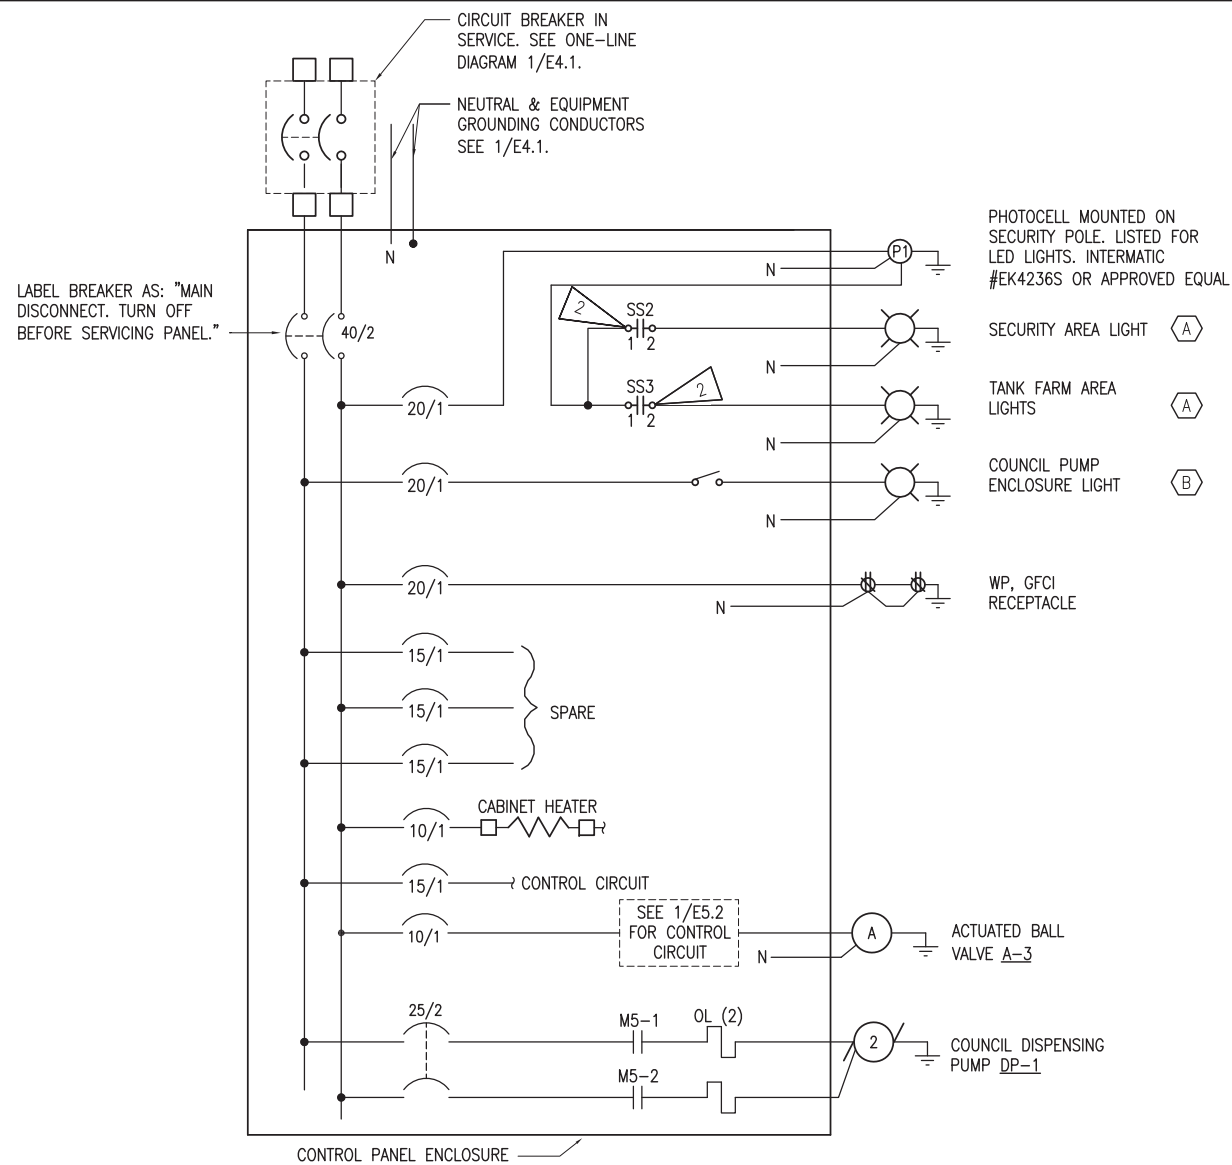 CIRCUIT BREAKER IN
SERVICE. SEE ONE-LINE
DIAGRAM 1/E4.1.
NEUTRAL & EQUIPMENT
GROUNDING CONDUCTORS
SEE 1/E4.1.
N
LABEL BREAKER AS: "MAIN
DISCONNECT. TURN OFF
BEFORE SERVICING PANEL."
40/2
P1
N
PHOTOCELL MOUNTED ON
SECURITY POLE. LISTED FOR
LED LIGHTS. INTERMATIC
#EK4236S OR APPROVED EQUAL
2
SS2
1 2
N
SECURITY AREA LIGHT
A
20/1
SS3
1 2
2
N
TANK FARM AREA
LIGHTS
A
20/1
N
COUNCIL PUMP
ENCLOSURE LIGHT
B
20/1
N
WP, GFCI
RECEPTACLE
15/1
15/1
15/1
SPARE
10/1
CABINET HEATER
15/1
CONTROL CIRCUIT
10/1
SEE 1/E5.2
FOR CONTROL
CIRCUIT
N
A
ACTUATED BALL
VALVE A-3
25/2
M5-1
OL (2)
M5-2
2
COUNCIL DISPENSING
PUMP DP-1
CONTROL PANEL ENCLOSURE